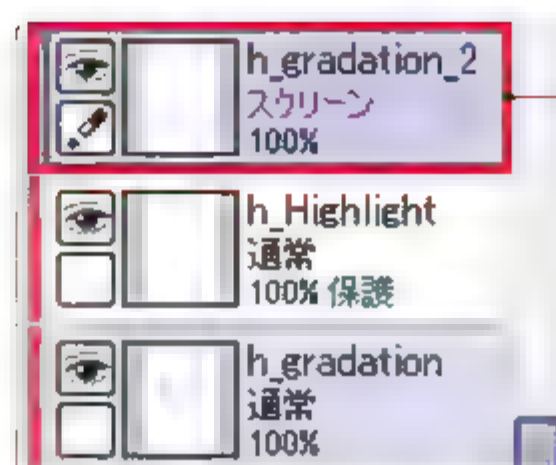 h_gradation_2
スクリーン
100%
h_Highlight
通常
100% 保護
h_gradation
通常
100%